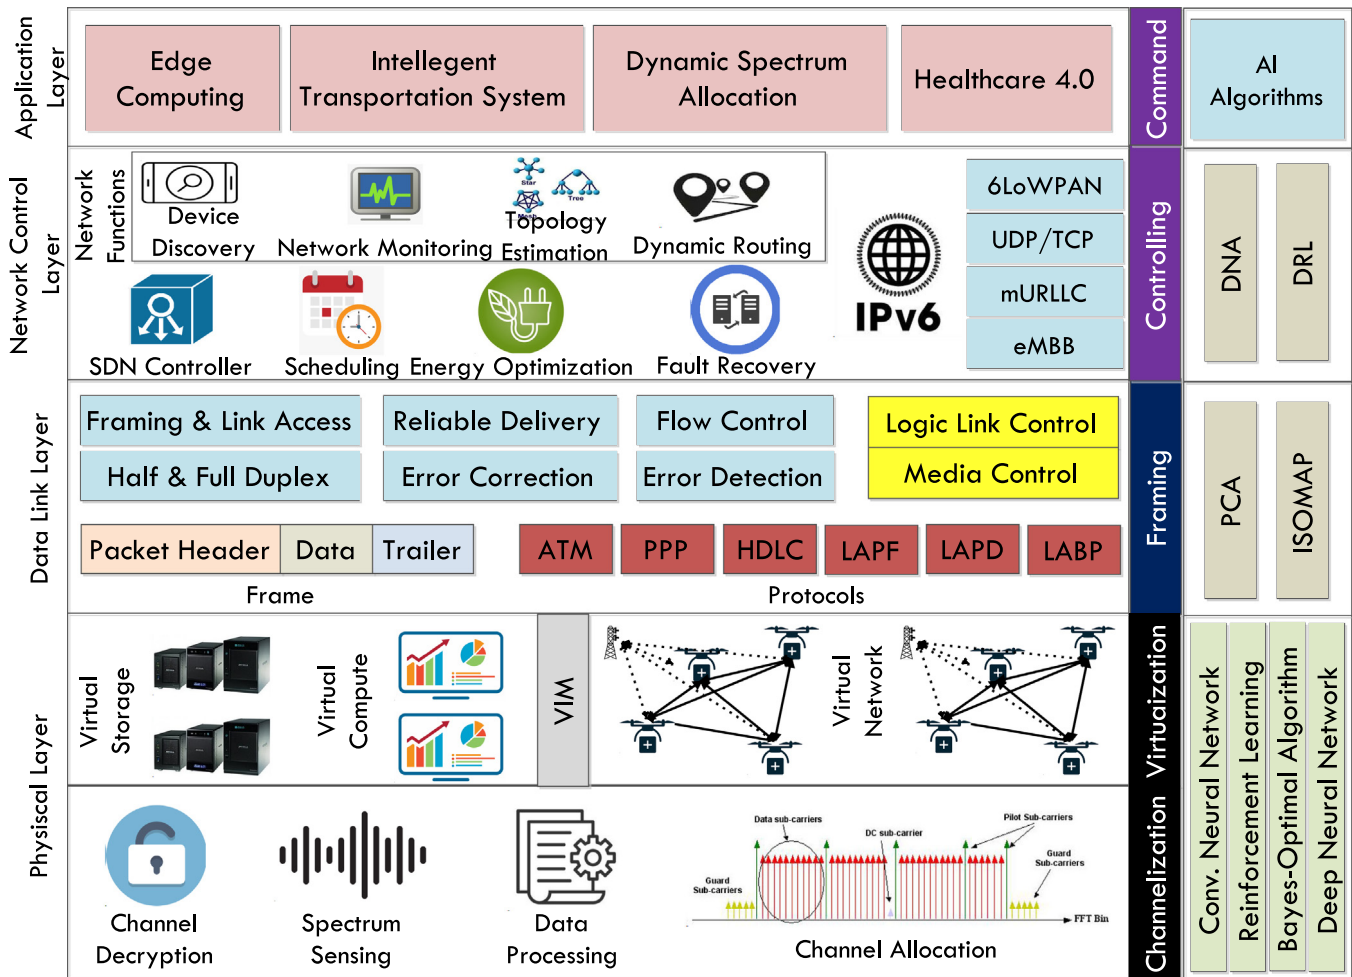 Application
Layer
Edge
Computing
Intellegent
Transportation System
Dynamic Spectrum
Allocation
Healthcare 4.0
Command
AI
Algorithms
Network Control
Layer
Network
Functions
Device
Discovery
Network Monitoring
Star
Tree
Mesh
Topology
Estimation
Dynamic Routing
SDN Controller
Scheduling
Energy Optimization
Fault Recovery
IPv6
6LoWPAN
UDP/TCP
mURLLC
eMBB
Controlling
DNA
DRL
Data Link Layer
Framing & Link Access
Reliable Delivery
Flow Control
Logic Link Control
Half & Full Duplex
Error Correction
Error Detection
Media Control
Packet Header
Data
Trailer
Frame
ATM
PPP
HDLC
LAPF
LAPD
LABP
Protocols
Framing
PCA
ISOMAP
Physiscal Layer
Virtual
Storage
Virtual
Compute
VIM
Virtual
Network
Virtuaization
Channel
Decryption
Spectrum
Sensing
Data
Processing
Data sub-carriers
DC sub-carrier
Pilot Sub-carriers
Guard
Sub-carriers
Guard
Sub-carriers
FFT Bin
Channel Allocation
Channelization
Conv. Neural Network
Reinforcement Learning
Bayes-Optimal Algorithm
Deep Neural Network